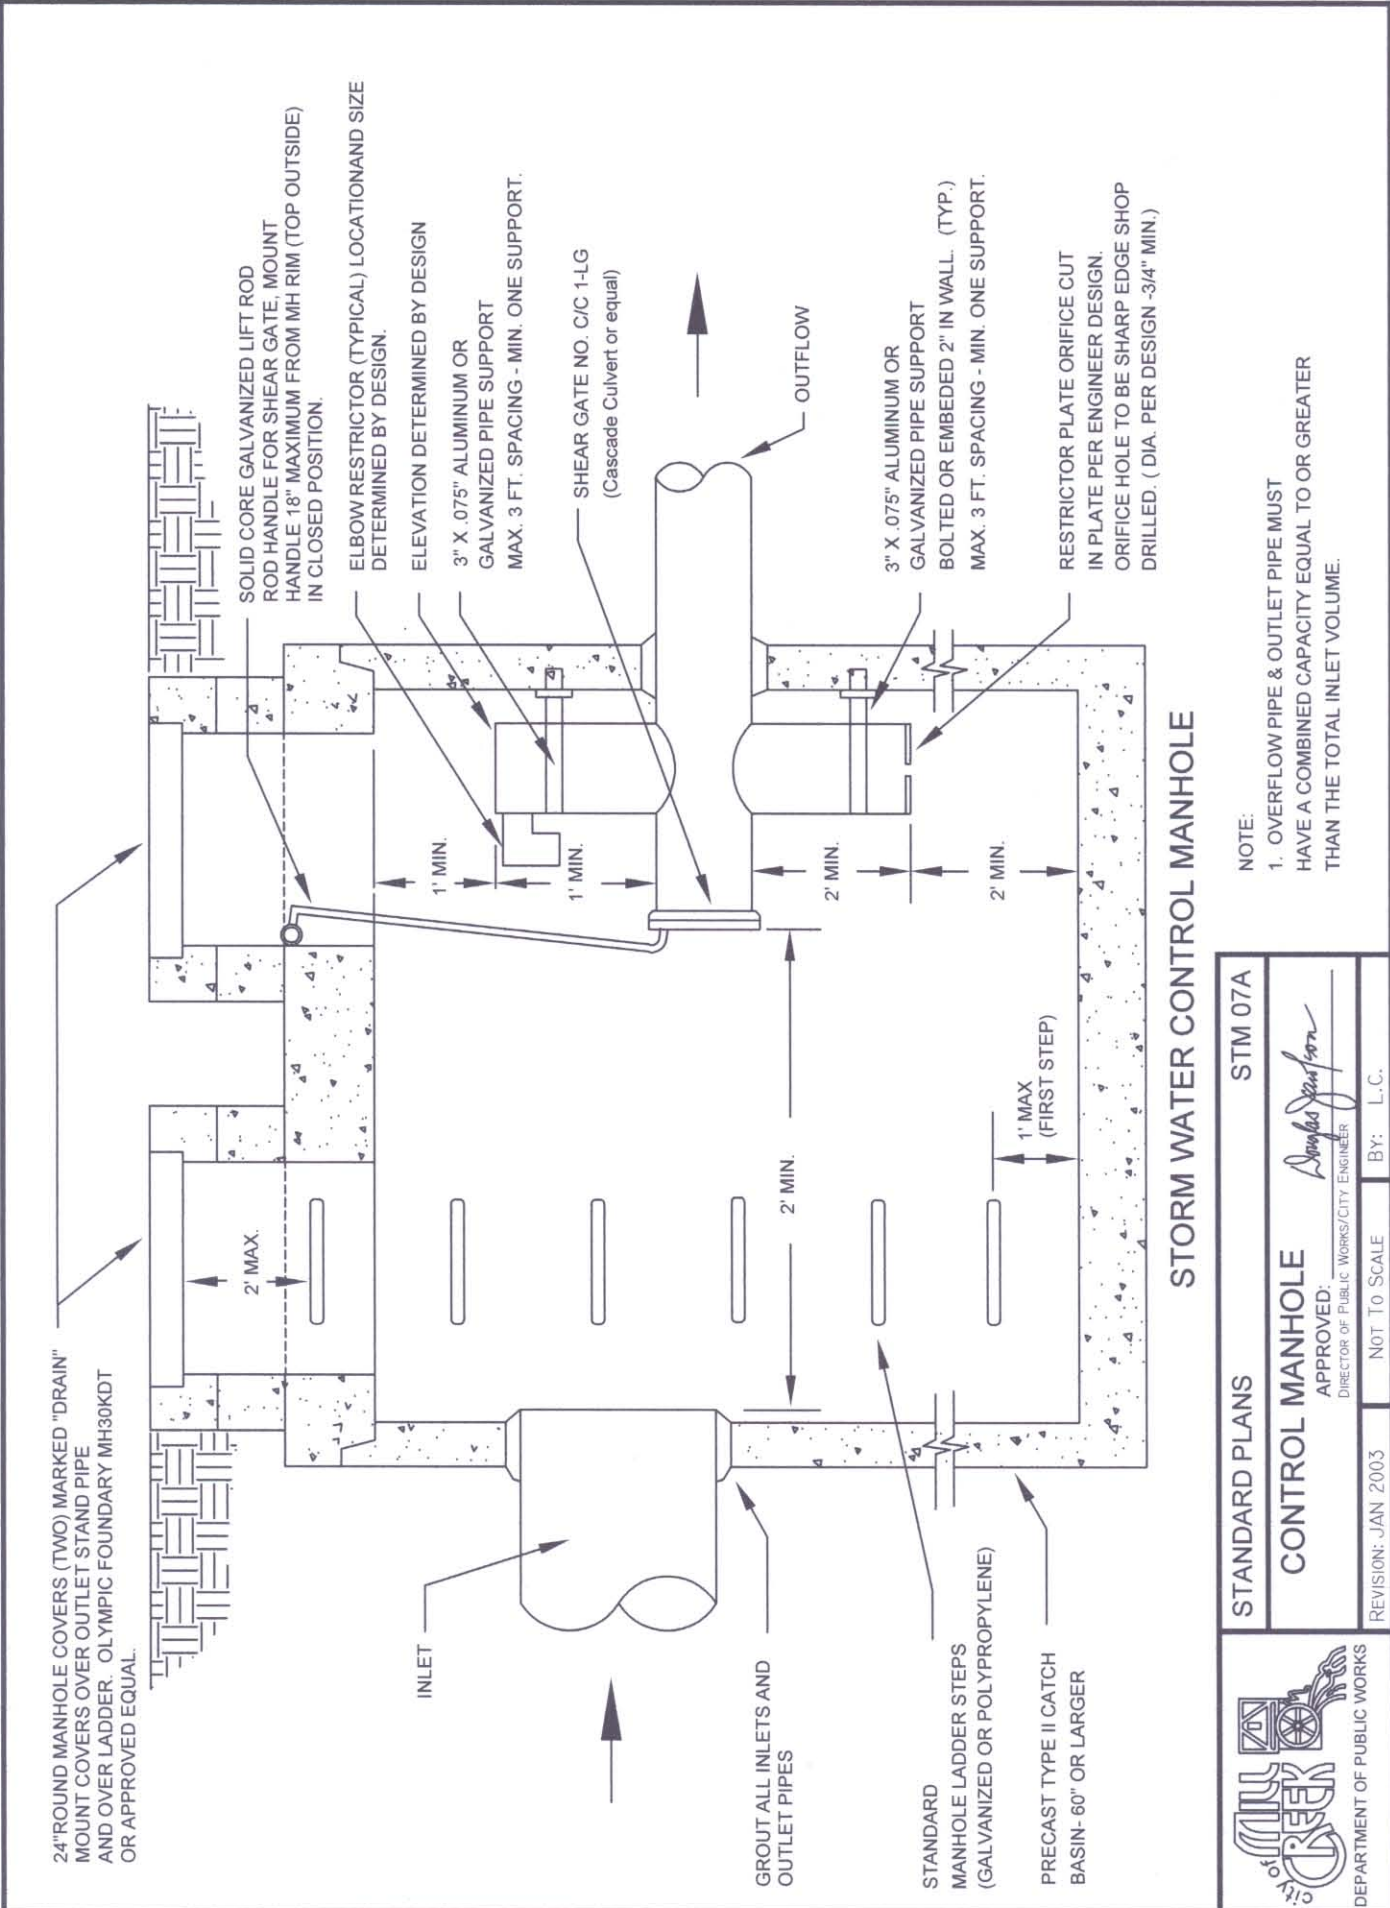 24"ROUND MANHOLE COVERS (TWO) MARKED "DRAIN"
MOUNT COVERS OVER OUTLET STAND PIPE
AND OVER LADDER. OLYMPIC FOUNDARY MH30KDT
OR APPROVED EQUAL.
SOLID CORE GALVANIZED LIFT ROD
ROD HANDLE FOR SHEAR GATE, MOUNT
HANDLE 18" MAXIMUM FROM MH RIM (TOP OUTSIDE)
IN CLOSED POSITION.
ELBOW RESTRICTOR (TYPICAL) LOCATIONAND SIZE
DETERMINED BY DESIGN.
ELEVATION DETERMINED BY DESIGN
3" X .075" ALUMINUM OR
GALVANIZED PIPE SUPPORT
MAX. 3 FT. SPACING - MIN. ONE SUPPORT.
SHEAR GATE NO. C/C 1-LG
(Cascade Culvert or equal)
OUTFLOW
3" X .075" ALUMINUM OR
GALVANIZED PIPE SUPPORT
BOLTED OR EMBEDED 2" IN WALL. (TYP.)
MAX. 3 FT. SPACING - MIN. ONE SUPPORT.
RESTRICTOR PLATE ORIFICE CUT
IN PLATE PER ENGINEER DESIGN.
ORIFICE HOLE TO BE SHARP EDGE SHOP
DRILLED. ( DIA. PER DESIGN -3/4" MIN.)
2' MAX.
1' MIN.
1' MIN.
2' MIN.
2' MIN.
2' MIN.
1' MAX
(FIRST STEP)
INLET
GROUT ALL INLETS AND
OUTLET PIPES
STANDARD
MANHOLE LADDER STEPS
(GALVANIZED OR POLYPROPYLENE)
PRECAST TYPE II CATCH
BASIN- 60" OR LARGER
STORM WATER CONTROL MANHOLE
NOTE:
1. OVERFLOW PIPE & OUTLET PIPE MUST
HAVE A COMBINED CAPACITY EQUAL TO OR GREATER
THAN THE TOTAL INLET VOLUME.
city of MILL
CREEK
DEPARTMENT OF PUBLIC WORKS
STANDARD PLANS STM 07A
CONTROL MANHOLE
APPROVED: Douglas
DIRECTOR OF PUBLIC WORKS/CITY ENGINEER
REVISION: JAN 2003 NOT TO SCALE BY: L.C.